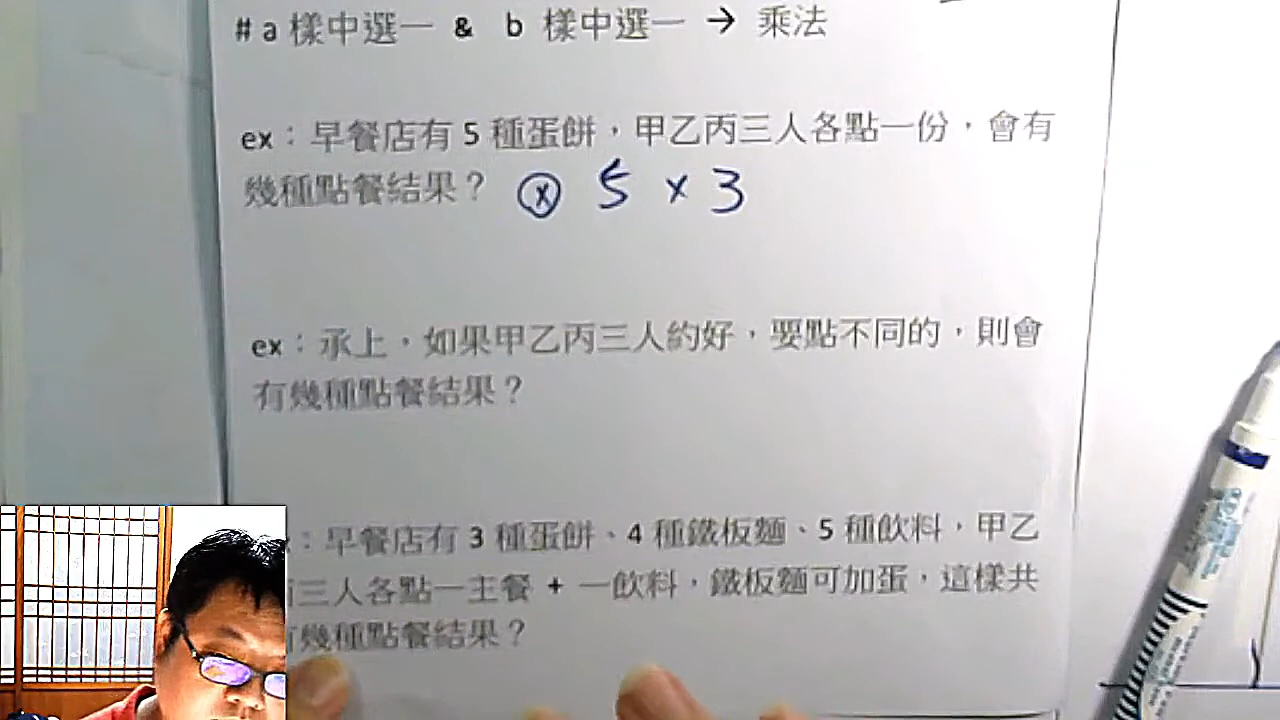 # a 樣中選一 & b 樣中選一 → 乘法
ex：早餐店有 5 種蛋餅，甲乙丙三人各點一份，會有
幾種點餐結果？ ⓧ 5 × 3
ex：承上，如果甲乙丙三人約好，要點不同的，則會
有幾種點餐結果？
：早餐店有 3 種蛋餅、4 種鐵板麵、5 種飲料，甲乙
三人各點一主餐 + 一飲料，鐵板麵可加蛋，這樣共
幾種點餐結果？